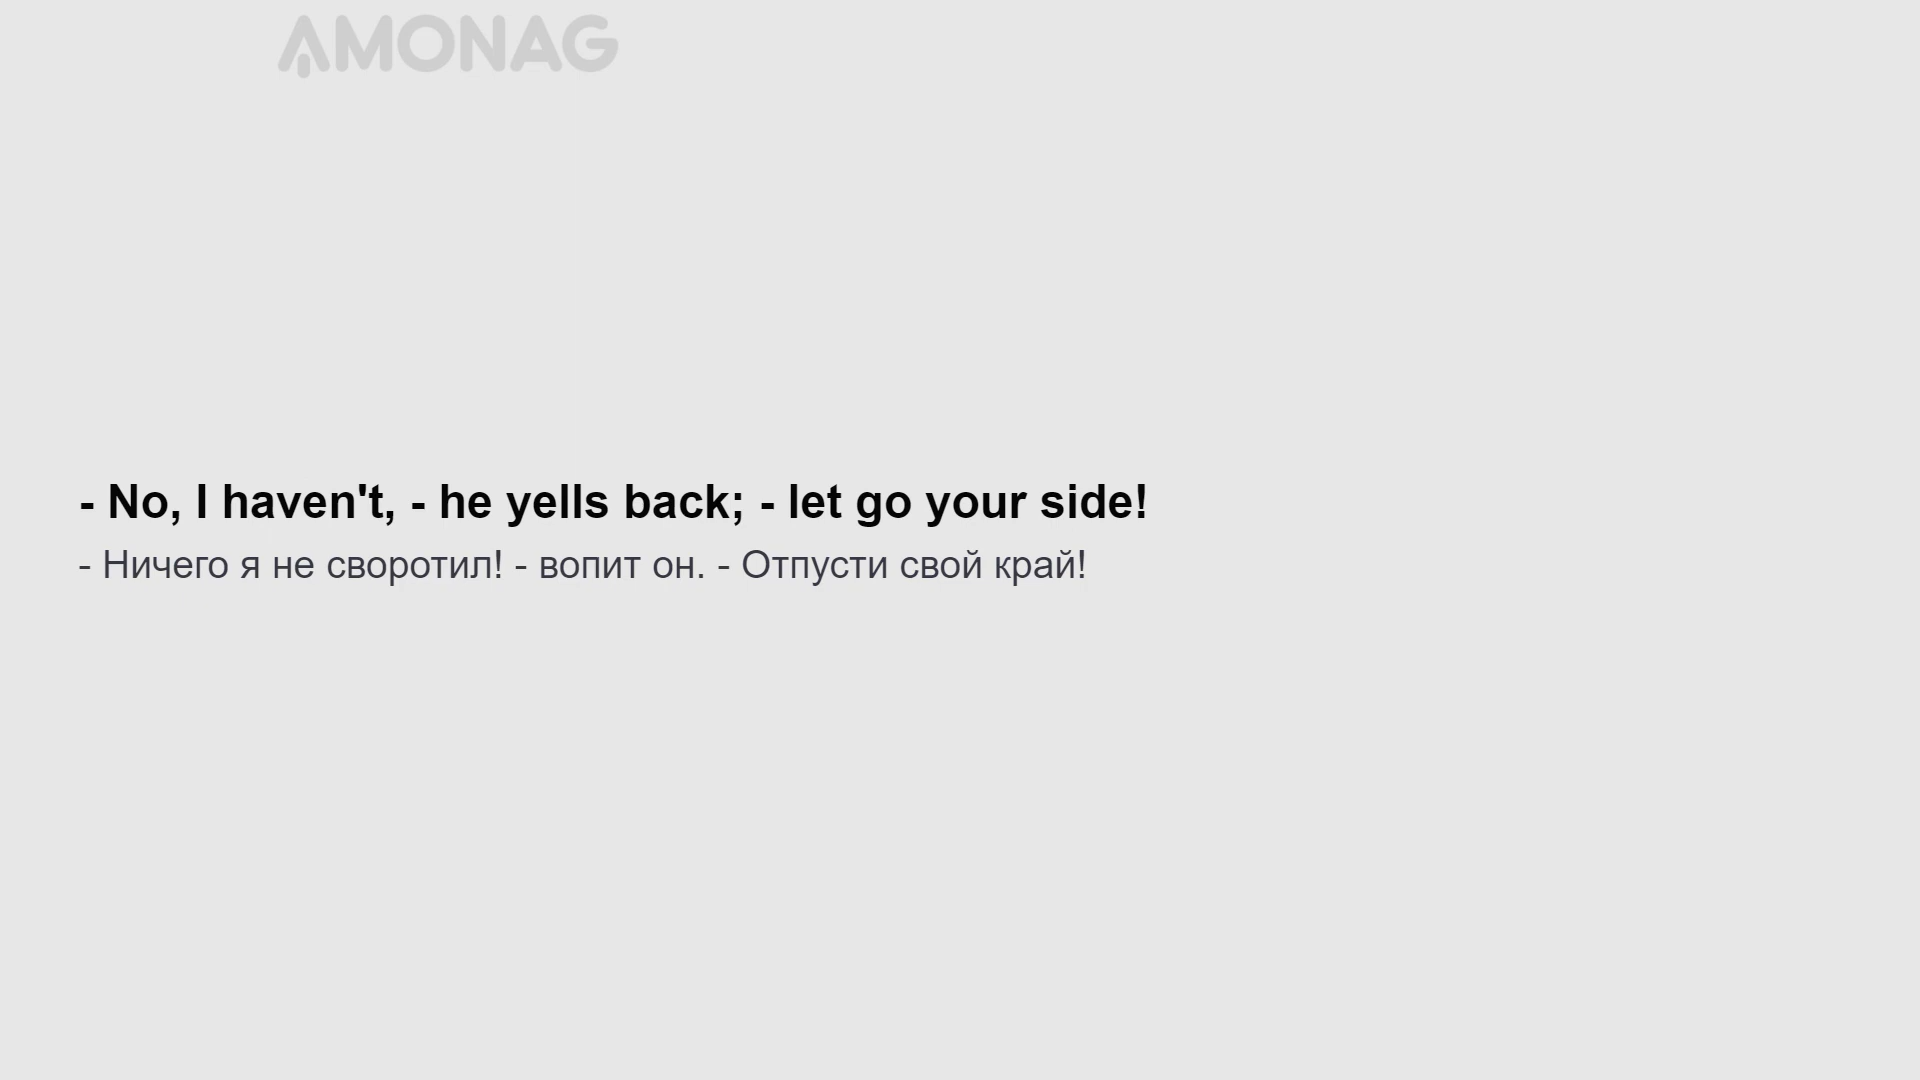 AMONAG
- No, I haven't, - he yells back; - let go your side!
- Ничего я не своротил! - вопит он. - Отпусти свой край!